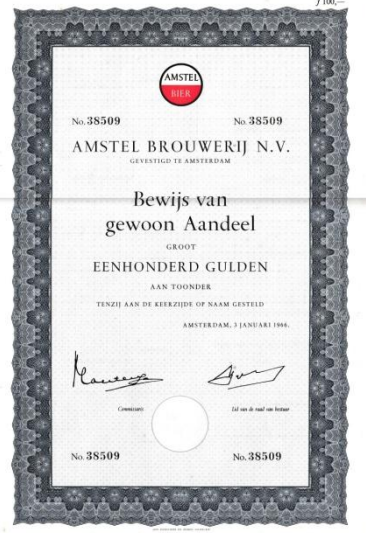 ƒ 100,—
AMSTEL
BIER
No. 38509 No. 38509
AMSTEL BROUWERIJ N.V.
GEVESTIGD TE AMSTERDAM
Bewijs van
gewoon Aandeel
GROOT
EENHONDERD GULDEN
AAN TOONDER
TENZIJ AAN DE KEERZIJDE OP NAAM GESTELD
AMSTERDAM, 3 JANUARI 1966.
Commissaris Lid van de raad van bestuur
No. 38509 No. 38509